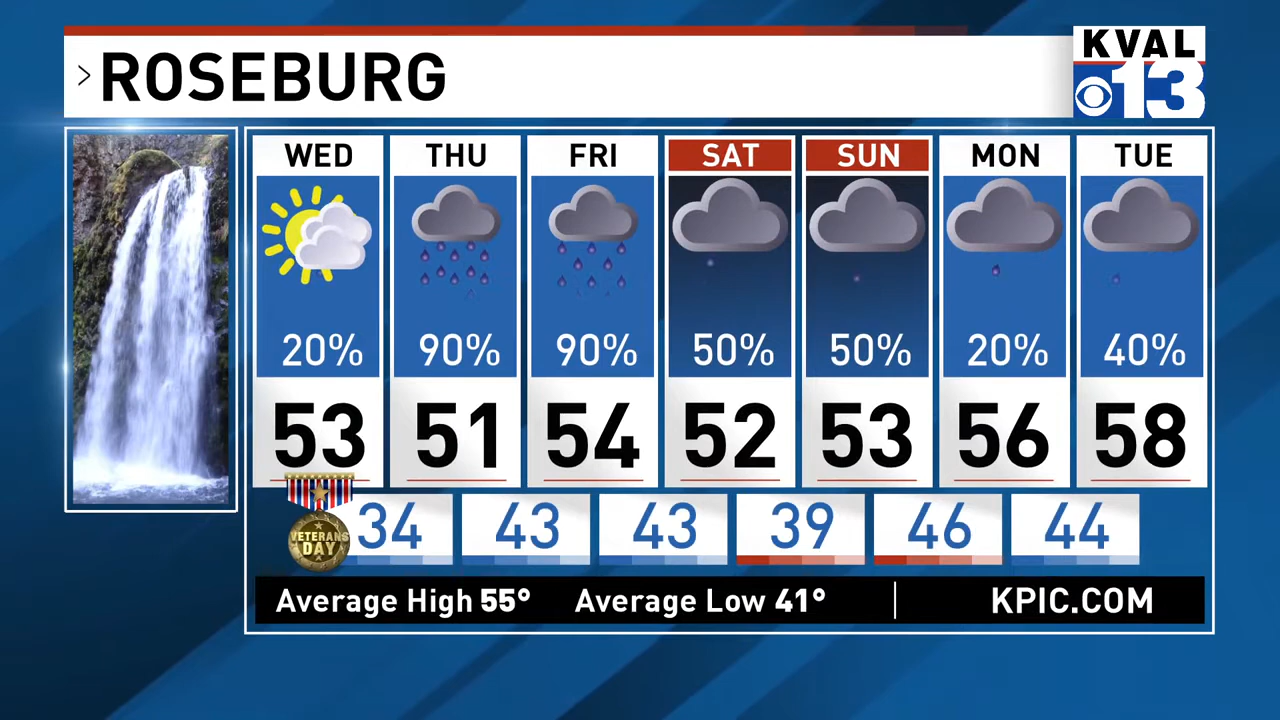 > ROSEBURG
KVAL
13
WED THU FRI SAT SUN MON TUE
20% 90% 90% 50% 50% 20% 40%
53 51 54 52 53 56 58
34 43 43 39 46 44
VETERANS
DAY
Average High 55° Average Low 41° | KPIC.COM